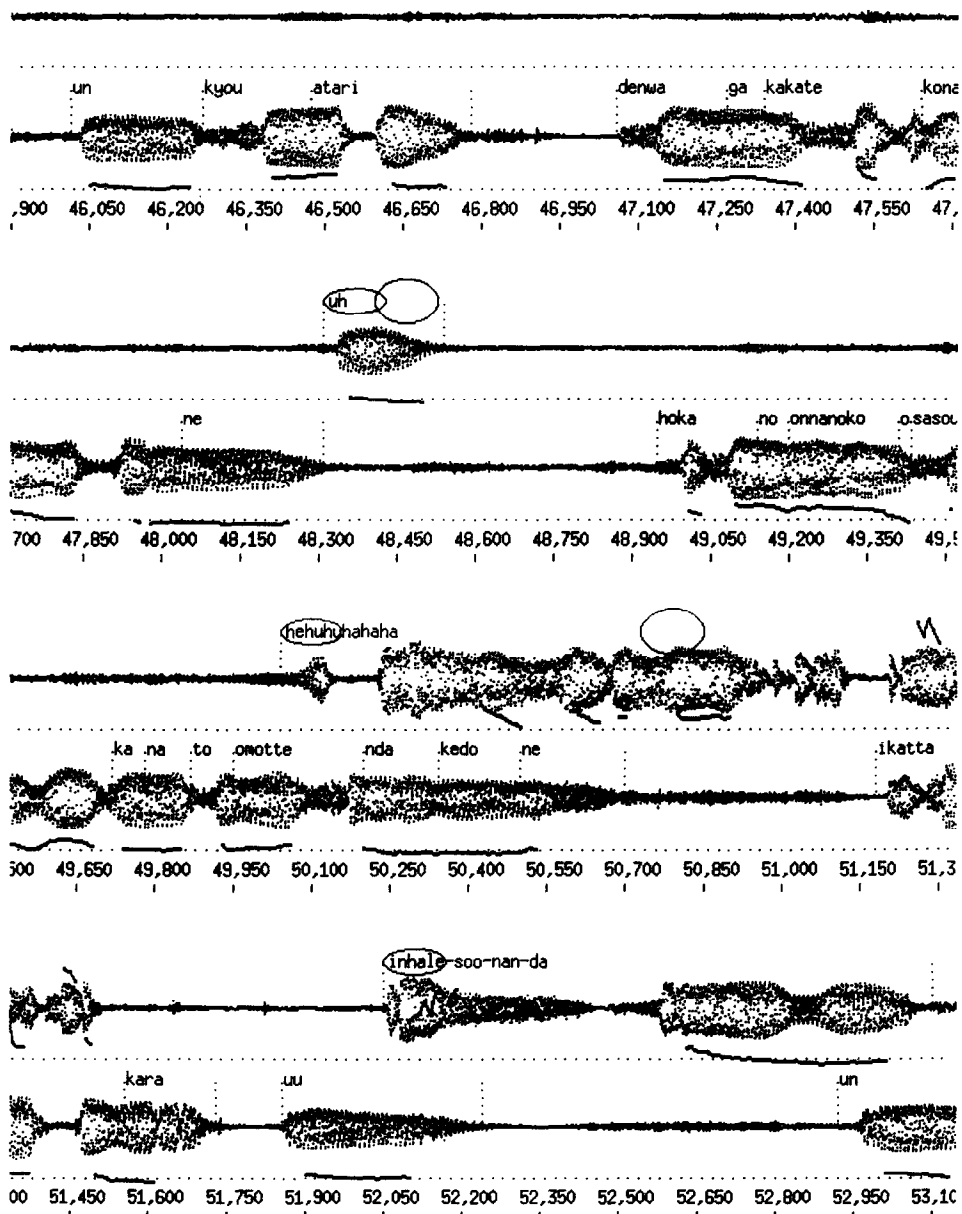 un kyou atari denwa ga kakate kona
,900 46,050 46,200 46,350 46,500 46,650 46,800 46,950 47,100 47,250 47,400 47,550 47,
uh
ne hoka no onnanoko o sasou
700 47,850 48,000 48,150 48,300 48,450 48,600 48,750 48,900 49,050 49,200 49,350 49,5
hehuhuhahaha
ka na to omotte nda kedo ne ikatta
500 49,650 49,800 49,950 50,100 50,250 50,400 50,550 50,700 50,850 51,000 51,150 51,3
inhale-soo-nan-da
kara uu un
00 51,450 51,600 51,750 51,900 52,050 52,200 52,350 52,500 52,650 52,800 52,950 53,10